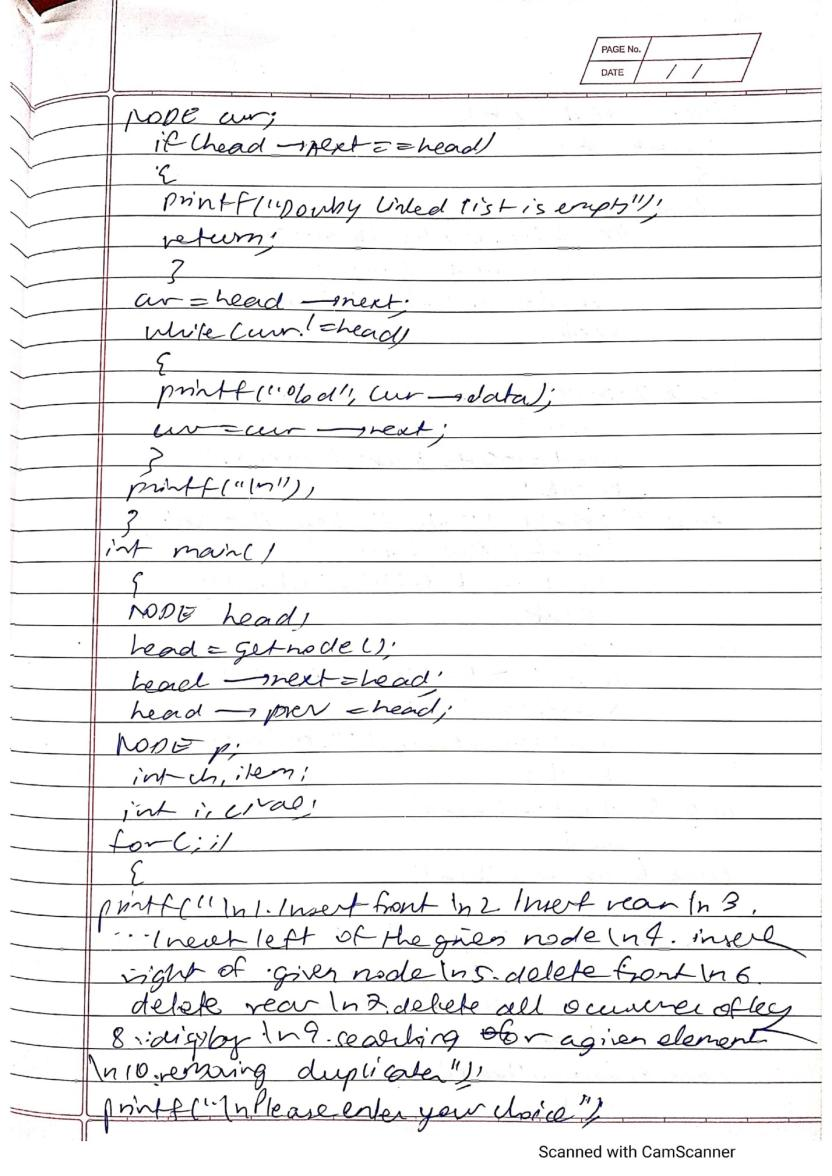 PAGE No.
DATE / /
NODE cur;
if (head →next==head)
{
printf("Doubly Linked list is empty");
return;
}
cur = head →next;
while (cur!=head)
{
printf("%d", cur →data);
cur = cur →next;
}
printf("\n");
}
int main()
{
NODE head;
head = getnode();
head →next=head;
head → prev =head;
NODE p;
int ch, item;
int i,
for(;;)
{
printf("\n1.Insert front \n2 Insert rear \n3.
Insert left of the given node \n4. insert
right of given node \n5.delete front \n6.
delete rear \n7.delete all occurence of key
8.display \n9.searching for a given element
\n10.removing duplicates");
printf("\nPlease enter your choice");
Scanned with CamScanner